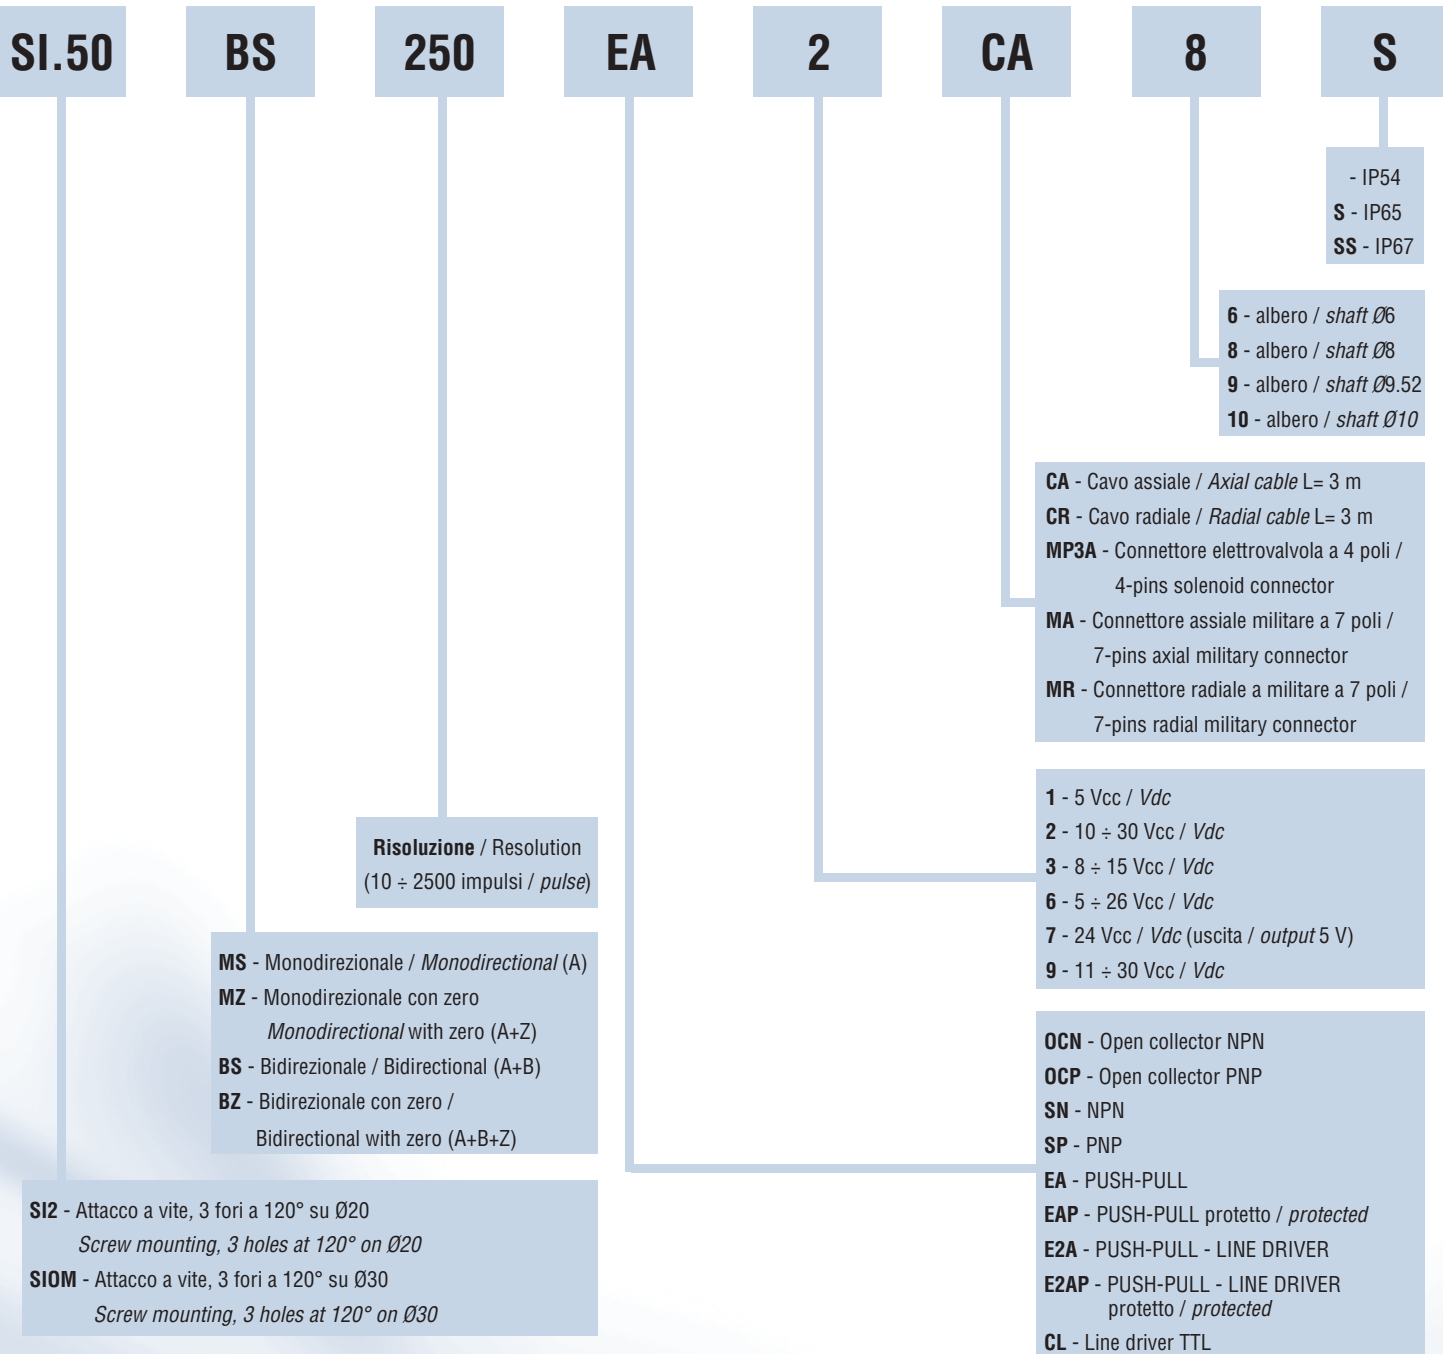 SI.50 BS 250 EA 2 CA 8 S
- IP54
S - IP65
SS - IP67
6 - albero / shaft Ø6
8 - albero / shaft Ø8
9 - albero / shaft Ø9.52
10 - albero / shaft Ø10
CA - Cavo assiale / Axial cable L= 3 m
CR - Cavo radiale / Radial cable L= 3 m
MP3A - Connettore elettrovalvola a 4 poli /
4-pins solenoid connector
MA - Connettore assiale militare a 7 poli /
7-pins axial military connector
MR - Connettore radiale a militare a 7 poli /
7-pins radial military connector
1 - 5 Vcc / Vdc
2 - 10 ÷ 30 Vcc / Vdc
3 - 8 ÷ 15 Vcc / Vdc
6 - 5 ÷ 26 Vcc / Vdc
7 - 24 Vcc / Vdc (uscita / output 5 V)
9 - 11 ÷ 30 Vcc / Vdc
Risoluzione / Resolution
(10 ÷ 2500 impulsi / pulse)
MS - Monodirezionale / Monodirectional (A)
MZ - Monodirezionale con zero
Monodirectional with zero (A+Z)
BS - Bidirezionale / Bidirectional (A+B)
BZ - Bidirezionale con zero /
Bidirectional with zero (A+B+Z)
OCN - Open collector NPN
OCP - Open collector PNP
SN - NPN
SP - PNP
EA - PUSH-PULL
EAP - PUSH-PULL protetto / protected
E2A - PUSH-PULL - LINE DRIVER
E2AP - PUSH-PULL - LINE DRIVER
protetto / protected
CL - Line driver TTL
SI2 - Attacco a vite, 3 fori a 120° su Ø20
Screw mounting, 3 holes at 120° on Ø20
SIOM - Attacco a vite, 3 fori a 120° su Ø30
Screw mounting, 3 holes at 120° on Ø30